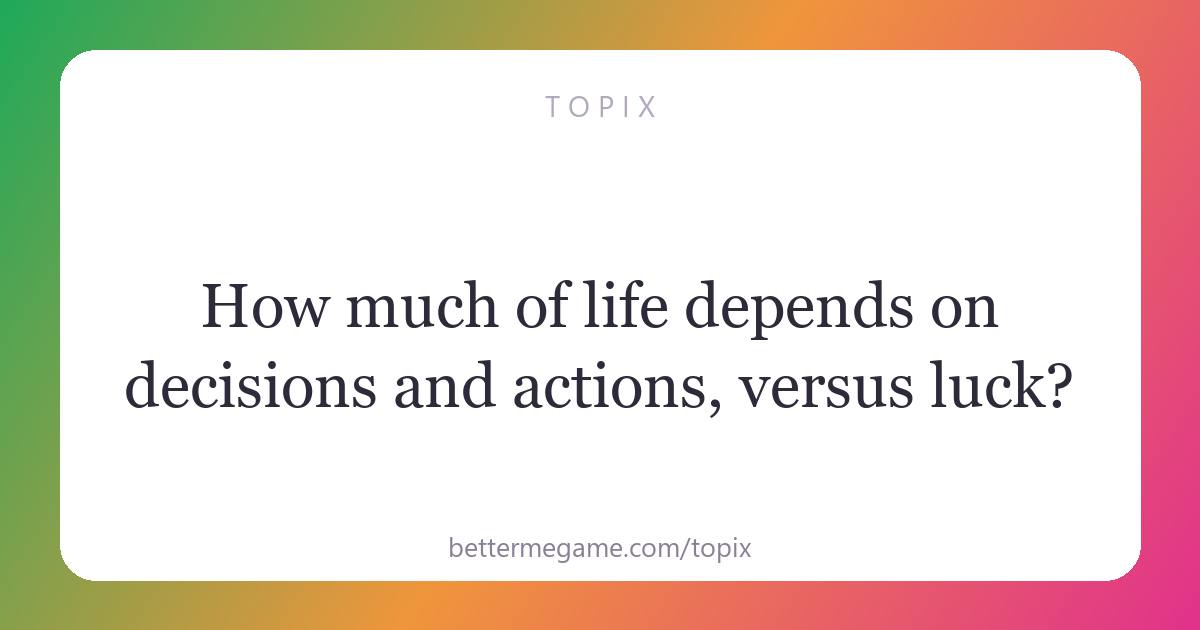 TOPIX
How much of life depends on
decisions and actions, versus luck?
bettermegame.com/topix